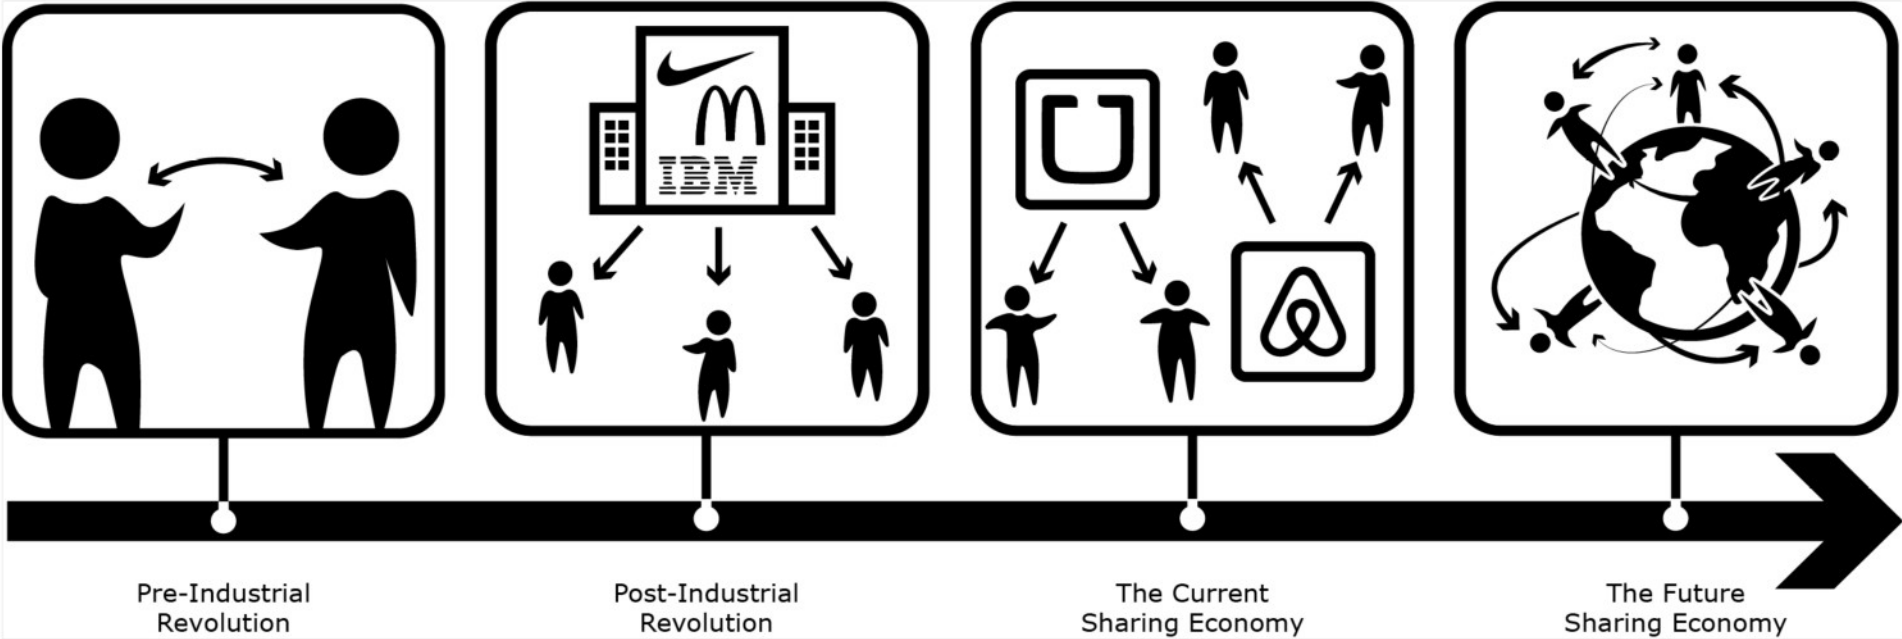 IBM
Pre-Industrial
Revolution
Post-Industrial
Revolution
The Current
Sharing Economy
The Future
Sharing Economy